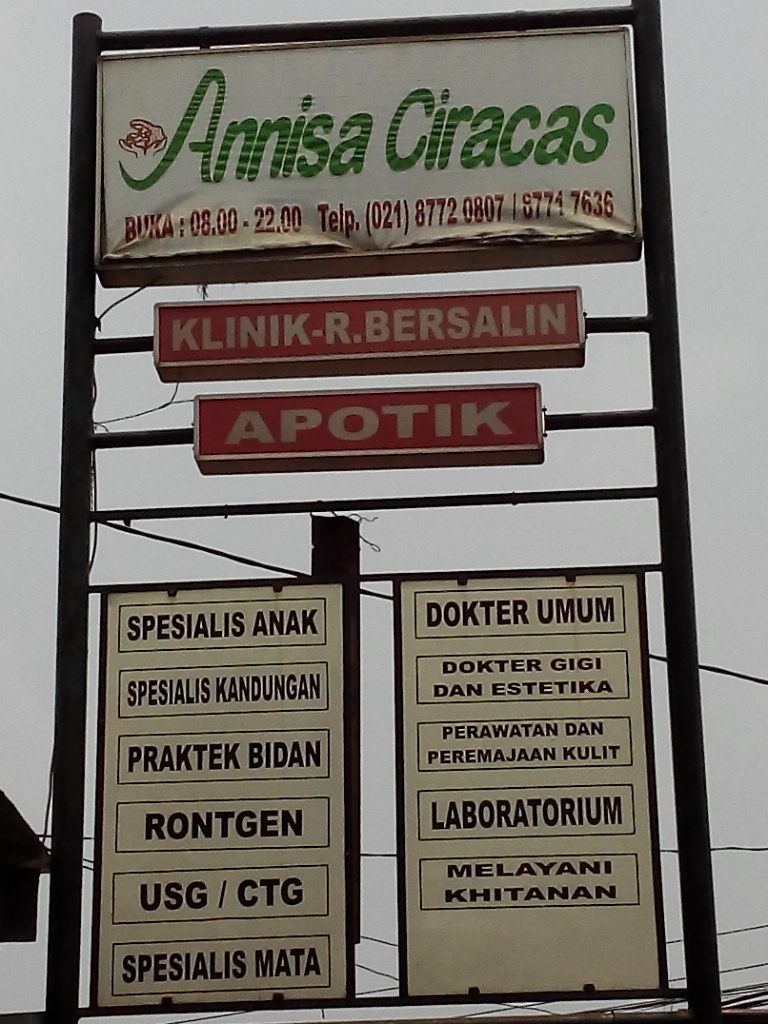 Annisa Ciracas
BUKA : 08.00 - 22.00 Telp. (021) 8772 0807 / 8771 7636
KLINIK-R.BERSALIN
APOTIK
SPESIALIS ANAK
SPESIALIS KANDUNGAN
PRAKTEK BIDAN
RONTGEN
USG / CTG
SPESIALIS MATA
DOKTER UMUM
DOKTER GIGI
DAN ESTETIKA
PERAWATAN DAN
PEREMAJAAN KULIT
LABORATORIUM
MELAYANI
KHITANAN